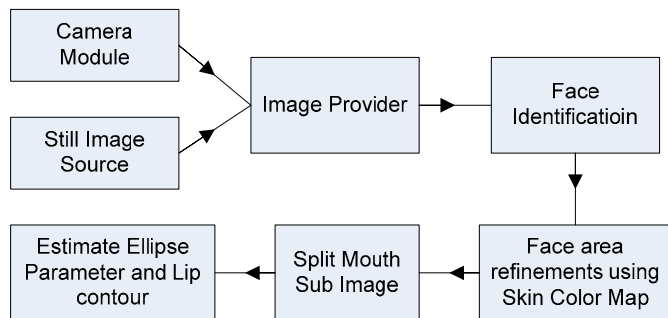 Camera
Module
Still Image
Source
Image Provider
Face
Identificatioin
Face area
refinements using
Skin Color Map
Split Mouth
Sub Image
Estimate Ellipse
Parameter and Lip
contour